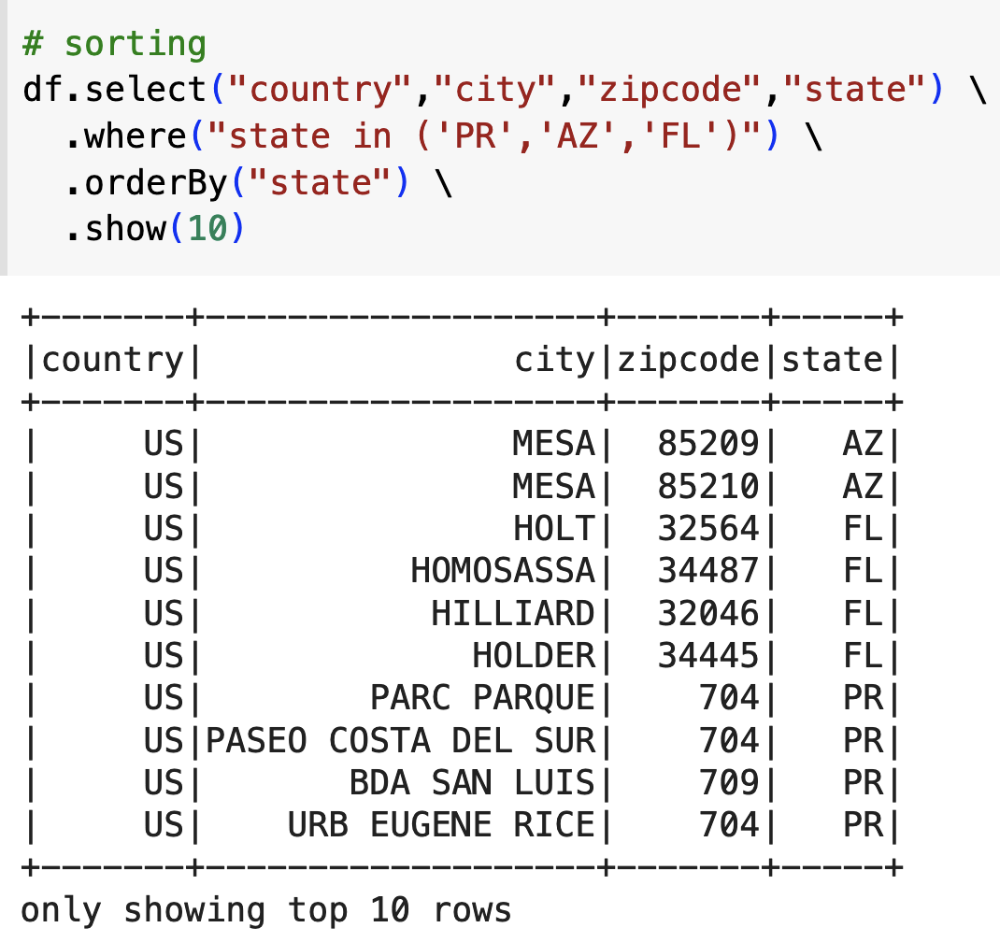 # sorting
df.select("country","city","zipcode","state") \
  .where("state in ('PR','AZ','FL')") \
  .orderBy("state") \
  .show(10)
+-------+-------------------+-------+-----+
|country|               city|zipcode|state|
+-------+-------------------+-------+-----+
|     US|               MESA|  85209|   AZ|
|     US|               MESA|  85210|   AZ|
|     US|               HOLT|  32564|   FL|
|     US|          HOMOSASSA|  34487|   FL|
|     US|           HILLIARD|  32046|   FL|
|     US|             HOLDER|  34445|   FL|
|     US|        PARC PARQUE|    704|   PR|
|     US|PASEO COSTA DEL SUR|    704|   PR|
|     US|       BDA SAN LUIS|    709|   PR|
|     US|    URB EUGENE RICE|    704|   PR|
+-------+-------------------+-------+-----+
only showing top 10 rows